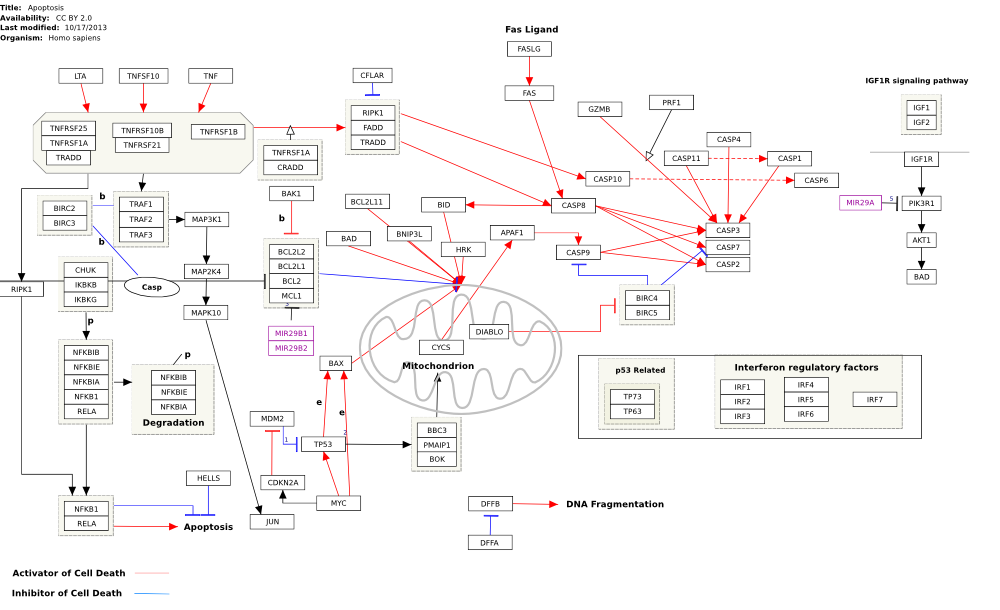 Title: Apoptosis
Availability: CC BY 2.0
Last modified: 10/17/2013
Organism: Homo sapiens
Fas Ligand
FASLG
LTA
TNFRSF10
TNF
CFLAR
FAS
GZMB
PRF1
IGF1R signaling pathway
IGF1
IGF2
TNFRSF25
TNFRSF1A
TRADD
TNFRSF10B
TNFRSF21
TNFRSF1B
RIPK1
FADD
TRADD
TNFRSF1A
CRADD
CASP4
CASP11
CASP1
IGF1R
CASP10
CASP6
BIRC2
BIRC3
b
b
TRAF1
TRAF2
TRAF3
MAP3K1
BAK1
b
BCL2L11
BID
CASP8
MIR29A
5
PIK3R1
BAD
BNIP3L
HRK
APAF1
CASP9
CASP3
CASP7
CASP2
AKT1
BAD
RIPK1
CHUK
IKBKB
IKBKG
Casp
MAP2K4
MAPK10
BCL2L2
BCL2L1
BCL2
MCL1
3
MIR29B1
MIR29B2
BIRC4
BIRC5
DIABLO
CYCS
Mitochondrion
p
p
NFKBIB
NFKBIE
NFKBIA
NFKB1
RELA
NFKBIB
NFKBIE
NFKBIA
Degradation
BAX
e
e
p53 Related
TP73
TP63
Interferon regulatory factors
IRF1
IRF2
IRF3
IRF4
IRF5
IRF6
IRF7
MDM2
1
TP53
2
BBC3
PMAIP1
BOK
HELLS
CDKN2A
MYC
JUN
NFKB1
RELA
Apoptosis
DFFB
DNA Fragmentation
DFFA
Activator of Cell Death
Inhibitor of Cell Death